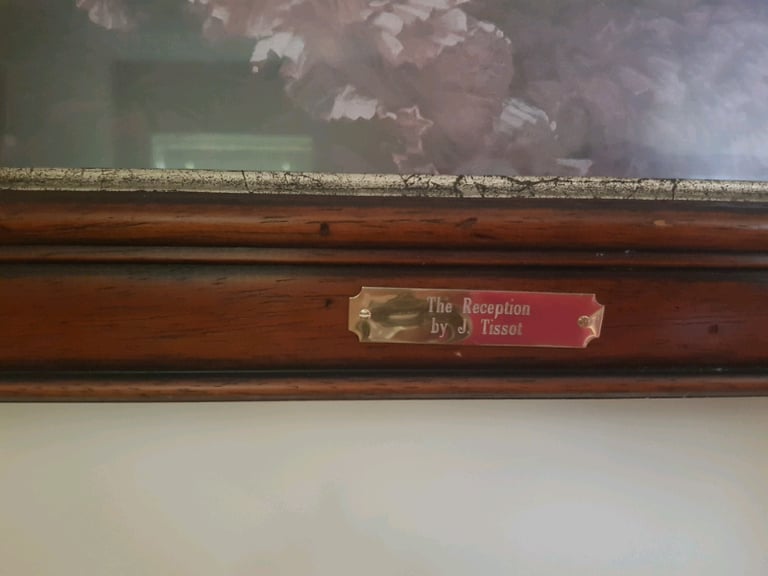 The Reception
by J. Tissot